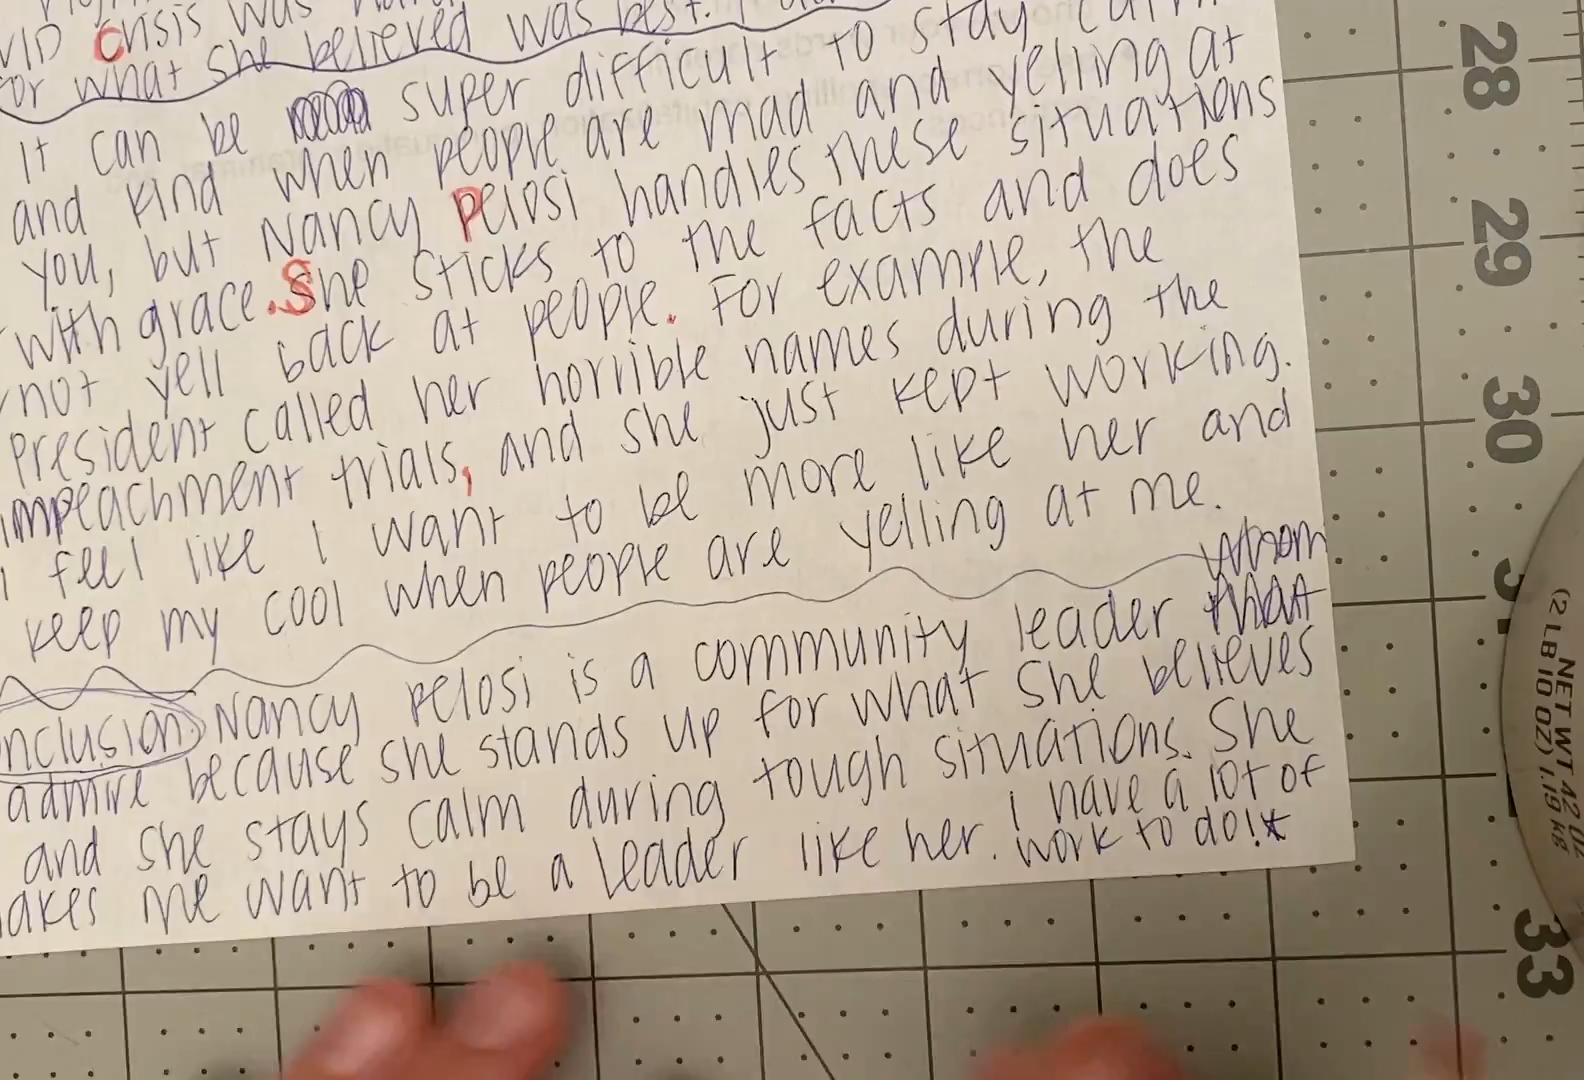 VID Crisis was
for what she believed was best. I
It can be super difficult to stay
and kind when people are mad and yelling at
you, but Nancy Pelosi handles these situations
with grace. She sticks to the facts and does
not yell back at people. For example, the
President called her horrible names during the
impeachment trials, and she just kept working.
I feel like I want to be more like her and
keep my cool when people are yelling at me.
whom
nclusion Nancy Pelosi is a community leader that
admire because she stands up for what she believes
and she stays calm during tough situations. She
akes me want to be a leader like her. I have a lot of
work to do!
28
29
30
33
NET WT 42 OZ
(2 LB 10 OZ) 1.19 kg